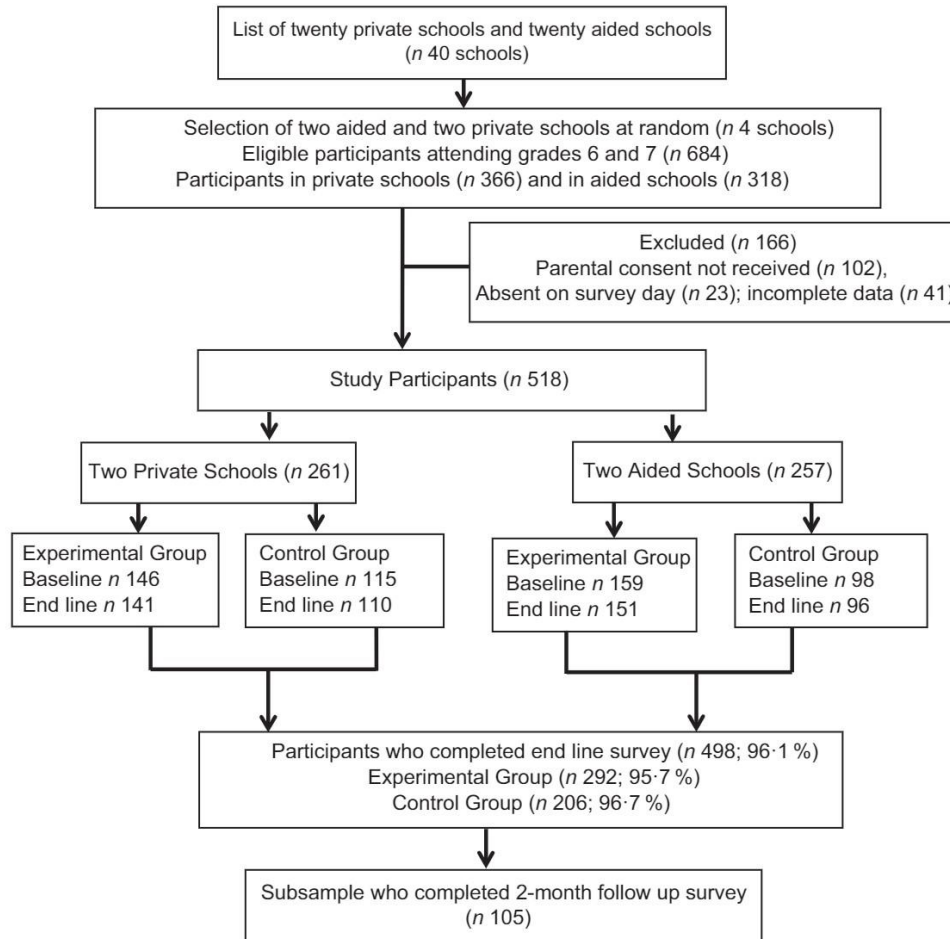 List of twenty private schools and twenty aided schools
(n 40 schools)
Selection of two aided and two private schools at random (n 4 schools)
Eligible participants attending grades 6 and 7 (n 684)
Participants in private schools (n 366) and in aided schools (n 318)
Excluded (n 166)
Parental consent not received (n 102),
Absent on survey day (n 23); incomplete data (n 41)
Study Participants (n 518)
Two Private Schools (n 261)
Two Aided Schools (n 257)
Experimental Group
Baseline n 146
End line n 141
Control Group
Baseline n 115
End line n 110
Experimental Group
Baseline n 159
End line n 151
Control Group
Baseline n 98
End line n 96
Participants who completed end line survey (n 498; 96·1 %)
Experimental Group (n 292; 95·7 %)
Control Group (n 206; 96·7 %)
Subsample who completed 2-month follow up survey
(n 105)